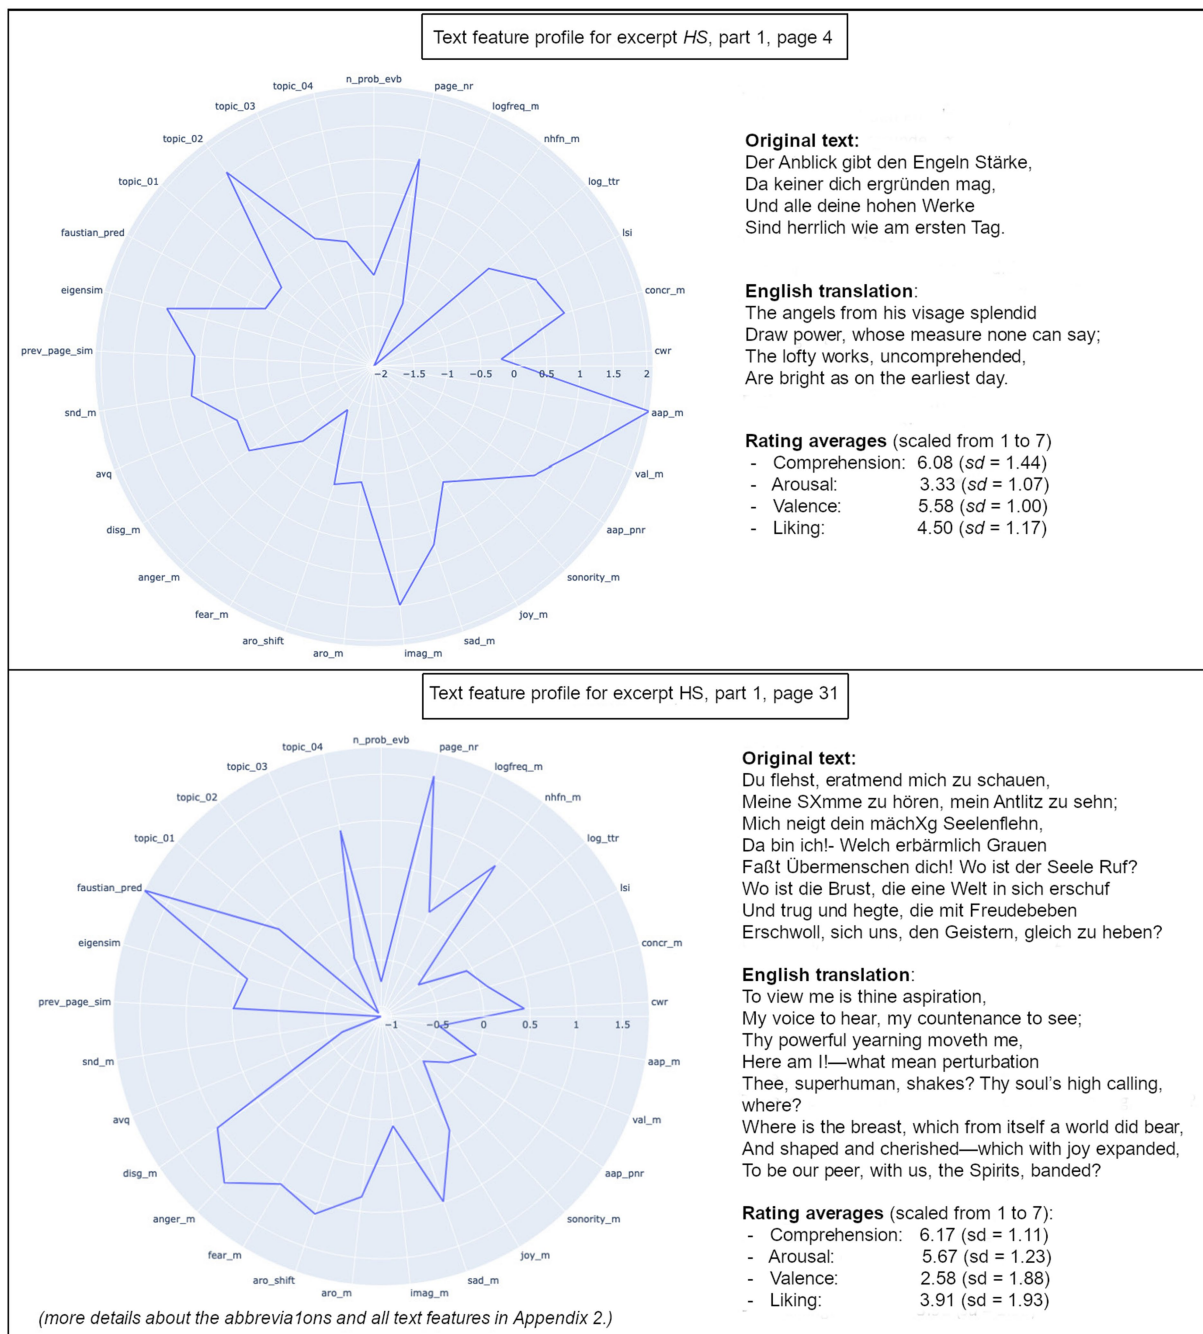 Text feature profile for excerpt HS, part 1, page 4
n_prob_evb
page_nr
logfreq_m
nhfn_m
log_ttr
lsi
concr_m
cwr
aap_m
val_m
aap_pnr
sonority_m
joy_m
sad_m
imag_m
aro_m
aro_shift
fear_m
anger_m
disg_m
avq
snd_m
prev_page_sim
eigensim
faustian_pred
topic_01
topic_02
topic_03
topic_04
−2 −1.5 −1 −0.5 0 0.5 1 1.5 2
Original text:
Der Anblick gibt den Engeln Stärke,
Da keiner dich ergründen mag,
Und alle deine hohen Werke
Sind herrlich wie am ersten Tag.
English translation:
The angels from his visage splendid
Draw power, whose measure none can say;
The lofty works, uncomprehended,
Are bright as on the earliest day.
Rating averages (scaled from 1 to 7)
- Comprehension: 6.08 (sd = 1.44)
- Arousal: 3.33 (sd = 1.07)
- Valence: 5.58 (sd = 1.00)
- Liking: 4.50 (sd = 1.17)
Text feature profile for excerpt HS, part 1, page 31
n_prob_evb
page_nr
logfreq_m
nhfn_m
log_ttr
lsi
concr_m
cwr
aap_m
val_m
aap_pnr
sonority_m
joy_m
sad_m
imag_m
aro_m
aro_shift
fear_m
anger_m
disg_m
avq
snd_m
prev_page_sim
eigensim
faustian_pred
topic_01
topic_02
topic_03
topic_04
−1 −0.5 0 0.5 1 1.5
Original text:
Du flehst, eratmend mich zu schauen,
Meine SXmme zu hören, mein Antlitz zu sehn;
Mich neigt dein mächXg Seelenflehn,
Da bin ich!- Welch erbärmlich Grauen
Faßt Übermenschen dich! Wo ist der Seele Ruf?
Wo ist die Brust, die eine Welt in sich erschuf
Und trug und hegte, die mit Freudebeben
Erschwoll, sich uns, den Geistern, gleich zu heben?
English translation:
To view me is thine aspiration,
My voice to hear, my countenance to see;
Thy powerful yearning moveth me,
Here am I!—what mean perturbation
Thee, superhuman, shakes? Thy soul's high calling,
where?
Where is the breast, which from itself a world did bear,
And shaped and cherished—which with joy expanded,
To be our peer, with us, the Spirits, banded?
Rating averages (scaled from 1 to 7):
- Comprehension: 6.17 (sd = 1.11)
- Arousal: 5.67 (sd = 1.23)
- Valence: 2.58 (sd = 1.88)
- Liking: 3.91 (sd = 1.93)
(more details about the abbrevia1ons and all text features in Appendix 2.)